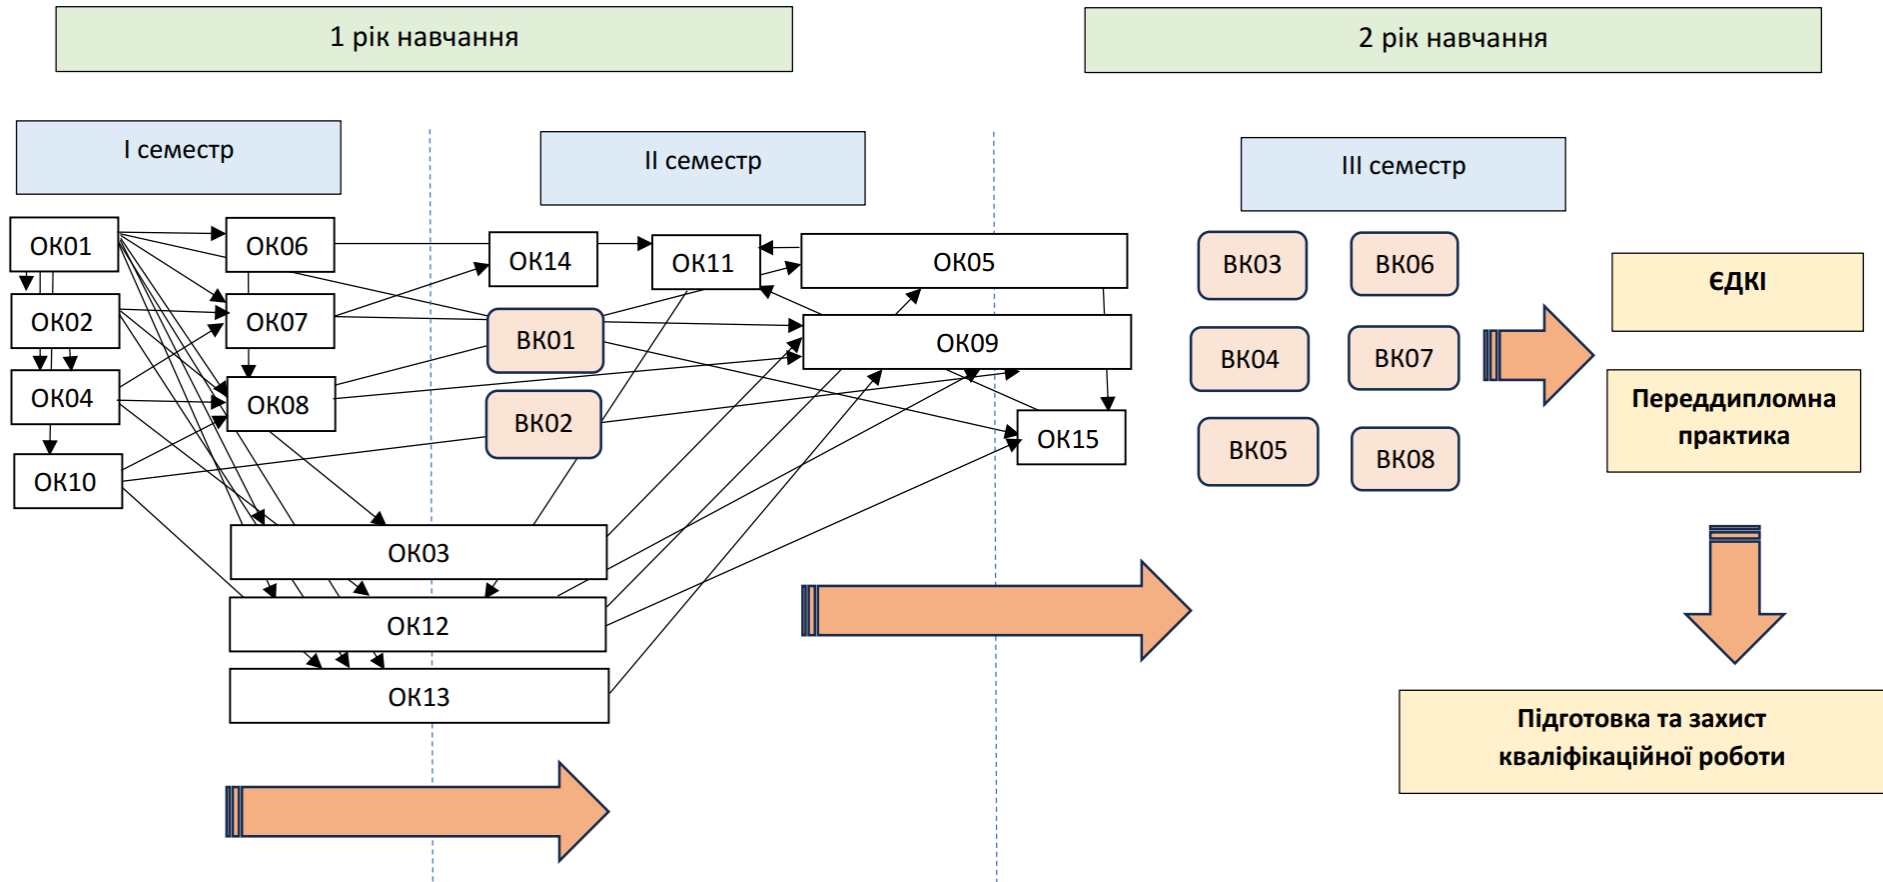 1 рік навчання
2 рік навчання
І семестр
ІІ семестр
ІІІ семестр
ОК01
ОК06
ОК14
ОК11
ОК05
ВК03
ВК06
ЄДКІ
ОК02
ОК07
ВК01
ОК09
ВК04
ВК07
ОК04
ОК08
ВК02
ОК15
ВК05
ВК08
Переддипломна
практика
ОК10
ОК03
ОК12
ОК13
Підготовка та захист
кваліфікаційної роботи